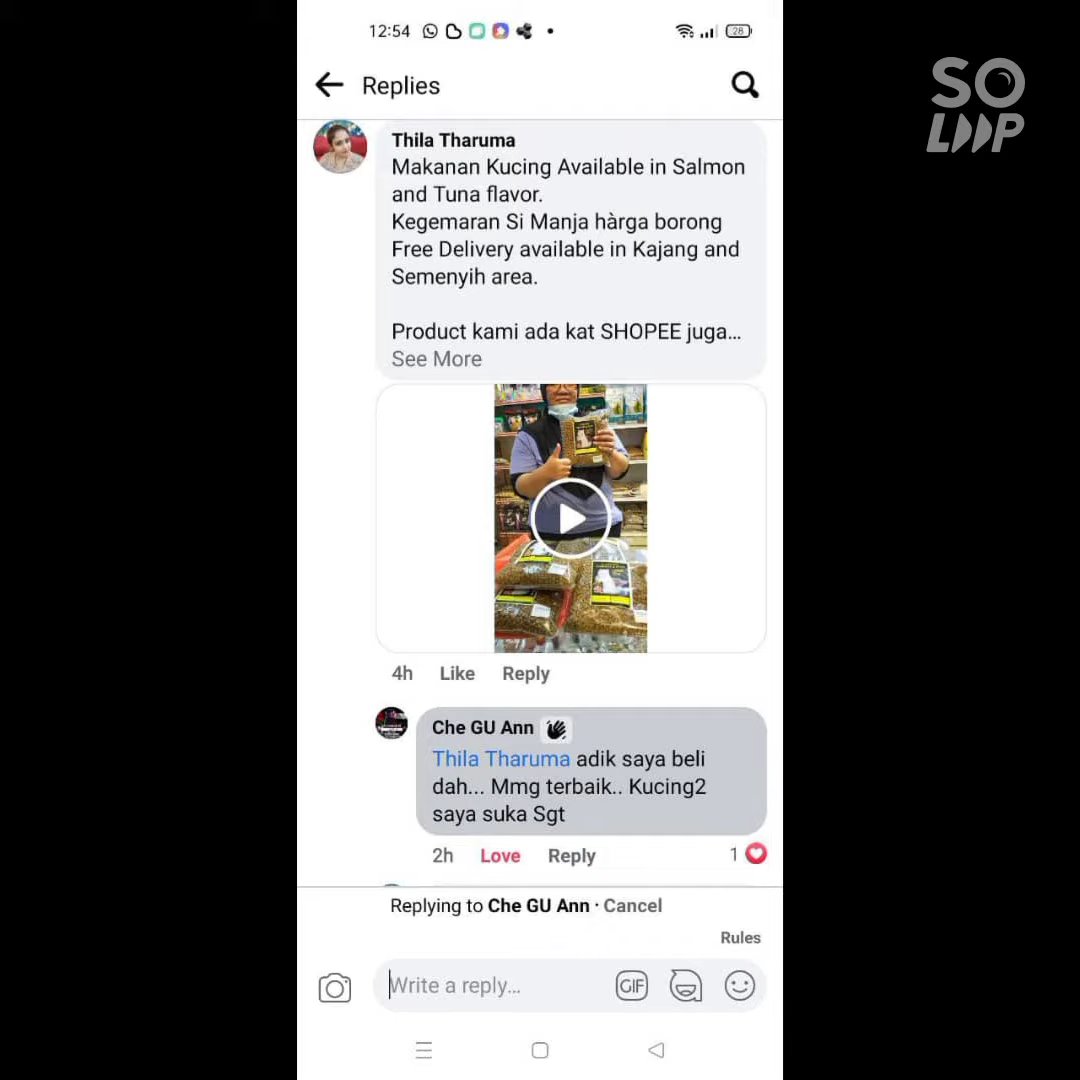 12:54
28
Replies
SO
LOOP
Thila Tharuma
Makanan Kucing Available in Salmon
and Tuna flavor.
Kegemaran Si Manja hàrga borong
Free Delivery available in Kajang and
Semenyih area.
Product kami ada kat SHOPEE juga...
See More
4h Like Reply
Che GU Ann
Thila Tharuma adik saya beli
dah... Mmg terbaik.. Kucing2
saya suka Sgt
2h Love Reply 1
Replying to Che GU Ann · Cancel
Rules
Write a reply...
GIF